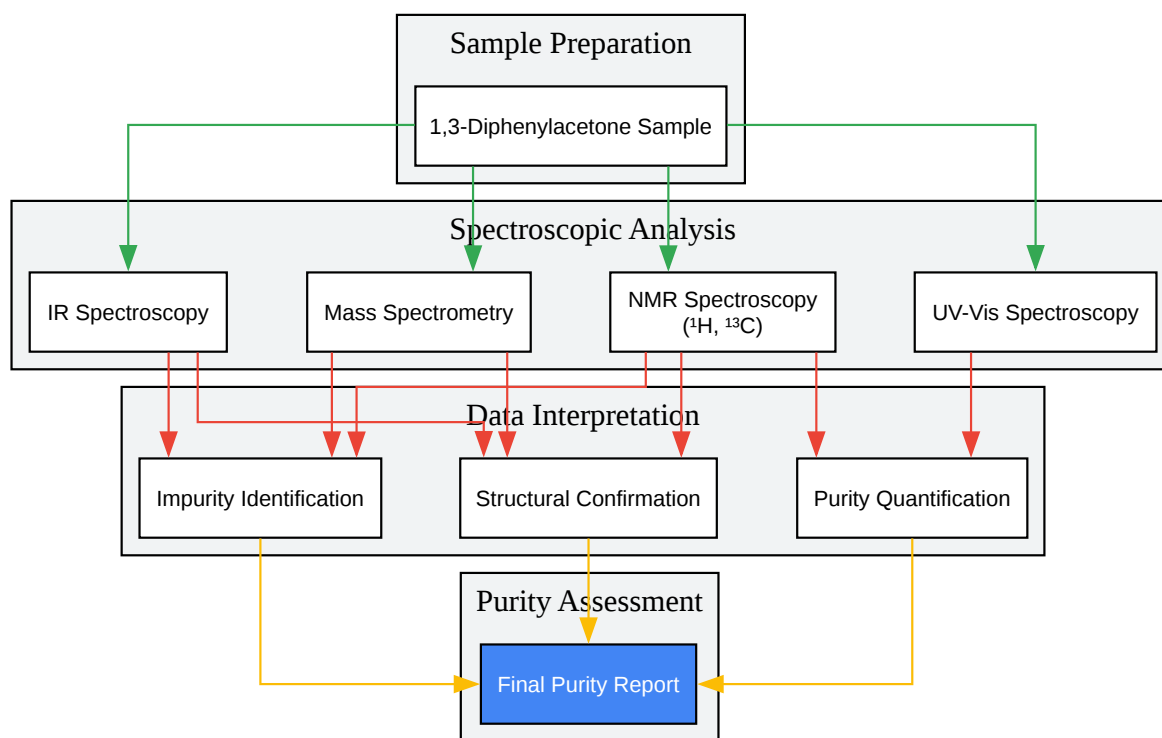 Sample Preparation
1,3-Diphenylacetone Sample
Spectroscopic Analysis
IR Spectroscopy
Mass Spectrometry
NMR Spectroscopy
(¹H, ¹³C)
UV-Vis Spectroscopy
Data Interpretation
Impurity Identification
Structural Confirmation
Purity Quantification
Purity Assessment
Final Purity Report